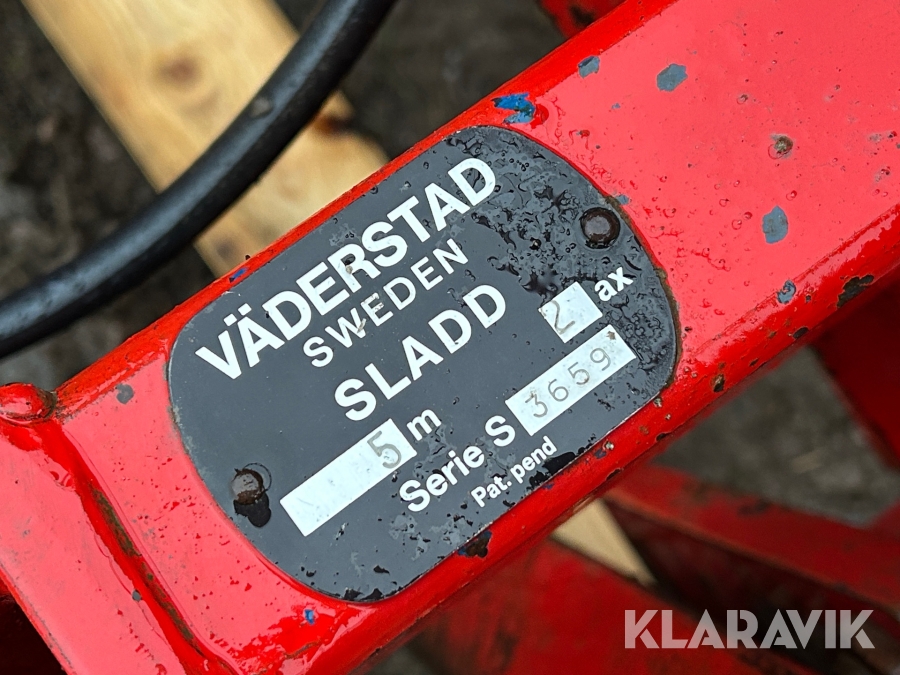 VÄDERSTAD
SWEDEN
SLADD 2 ax
5 m Serie S 3659
Pat. pend
KLARAVIK